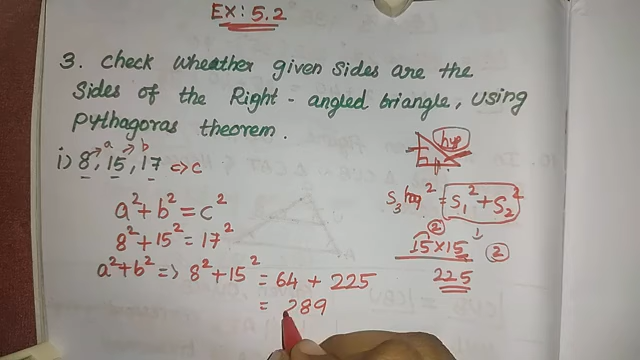 EX: 5.2
3. Check wheather given sides are the
sides of the Right - angled triangle, using
pythagoras theorem.
a b
i) 8, 15, 17 => c
hyp
a²+b² = c²
S₃ hyp² = S₁² + S₂²
8²+15² = 17²
②
15×15 ②
a²+b² => 8²+15² = 64 + 225
225
= 289